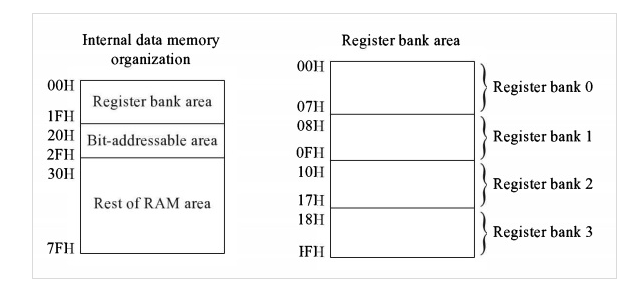 Internal data memory
organization
00H
Register bank area
1FH
20H
Bit-addressable area
2FH
30H
Rest of RAM area
7FH
Register bank area
00H
Register bank 0
07H
08H
Register bank 1
0FH
10H
Register bank 2
17H
18H
Register bank 3
IFH